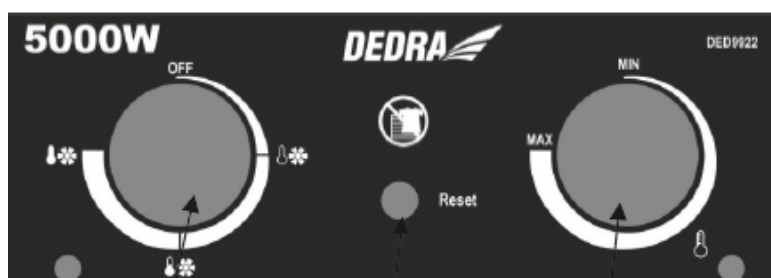 5000W
DEDRA
DED9922
OFF
MIN
MAX
Reset